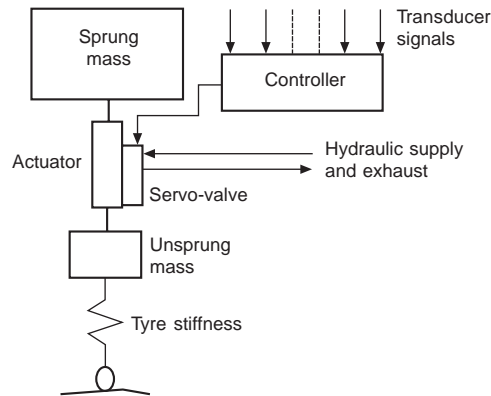 Sprung
mass
Transducer
signals
Controller
Actuator
Hydraulic supply
and exhaust
Servo-valve
Unsprung
mass
Tyre stiffness